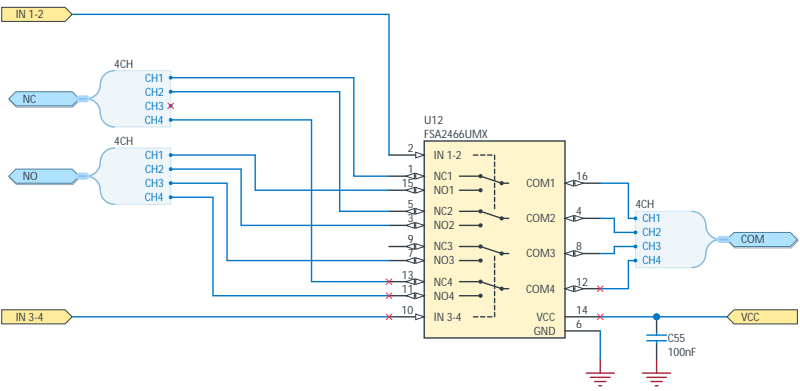 IN 1-2
4CH
CH1
CH2
CH3
CH4
NC
4CH
CH1
CH2
CH3
CH4
NO
IN 3-4
U12
FSA2466UMX
2 IN 1-2
1 NC1
15 NO1
5 NC2
3 NO2
9 NC3
7 NO3
13 NC4
11 NO4
10 IN 3-4
COM1 16
COM2 4
COM3 8
COM4 12
VCC 14
GND 6
4CH
CH1
CH2
CH3
CH4
COM
VCC
C55
100nF